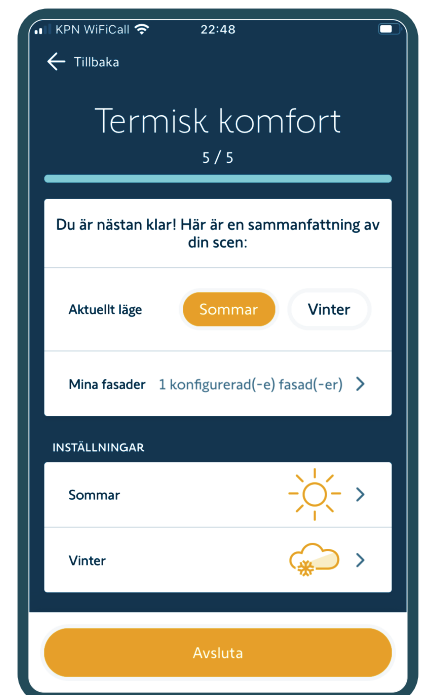 KPN WiFiCall 22:48
Tillbaka
Termisk komfort
5 / 5
Du är nästan klar! Här är en sammanfattning av
din scen:
Aktuellt läge Sommar Vinter
Mina fasader 1 konfigurerad(-e) fasad(-er)
INSTÄLLNINGAR
Sommar
Vinter
Avsluta